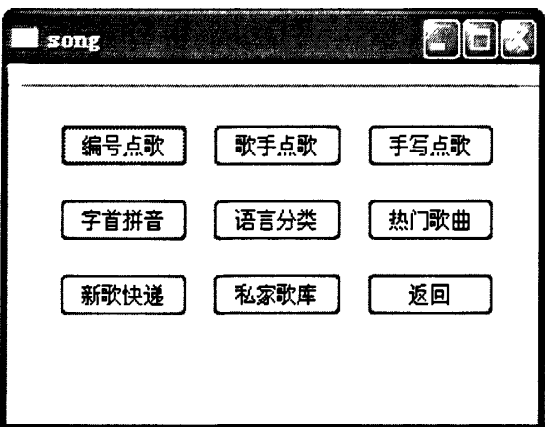 song
编号点歌 歌手点歌 手写点歌
字首拼音 语言分类 热门歌曲
新歌快递 私家歌库 返回